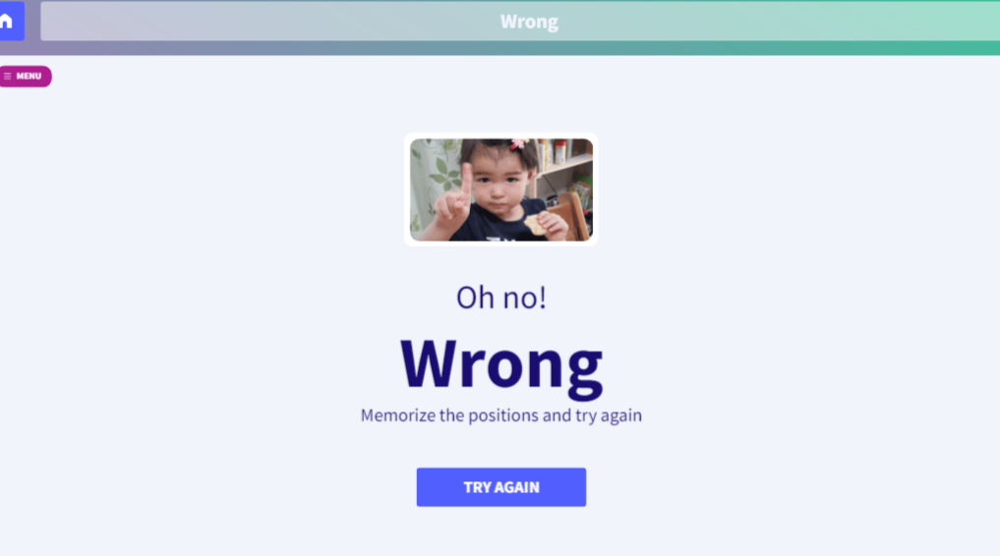 Wrong
MENU
Oh no!
Wrong
Memorize the positions and try again
TRY AGAIN